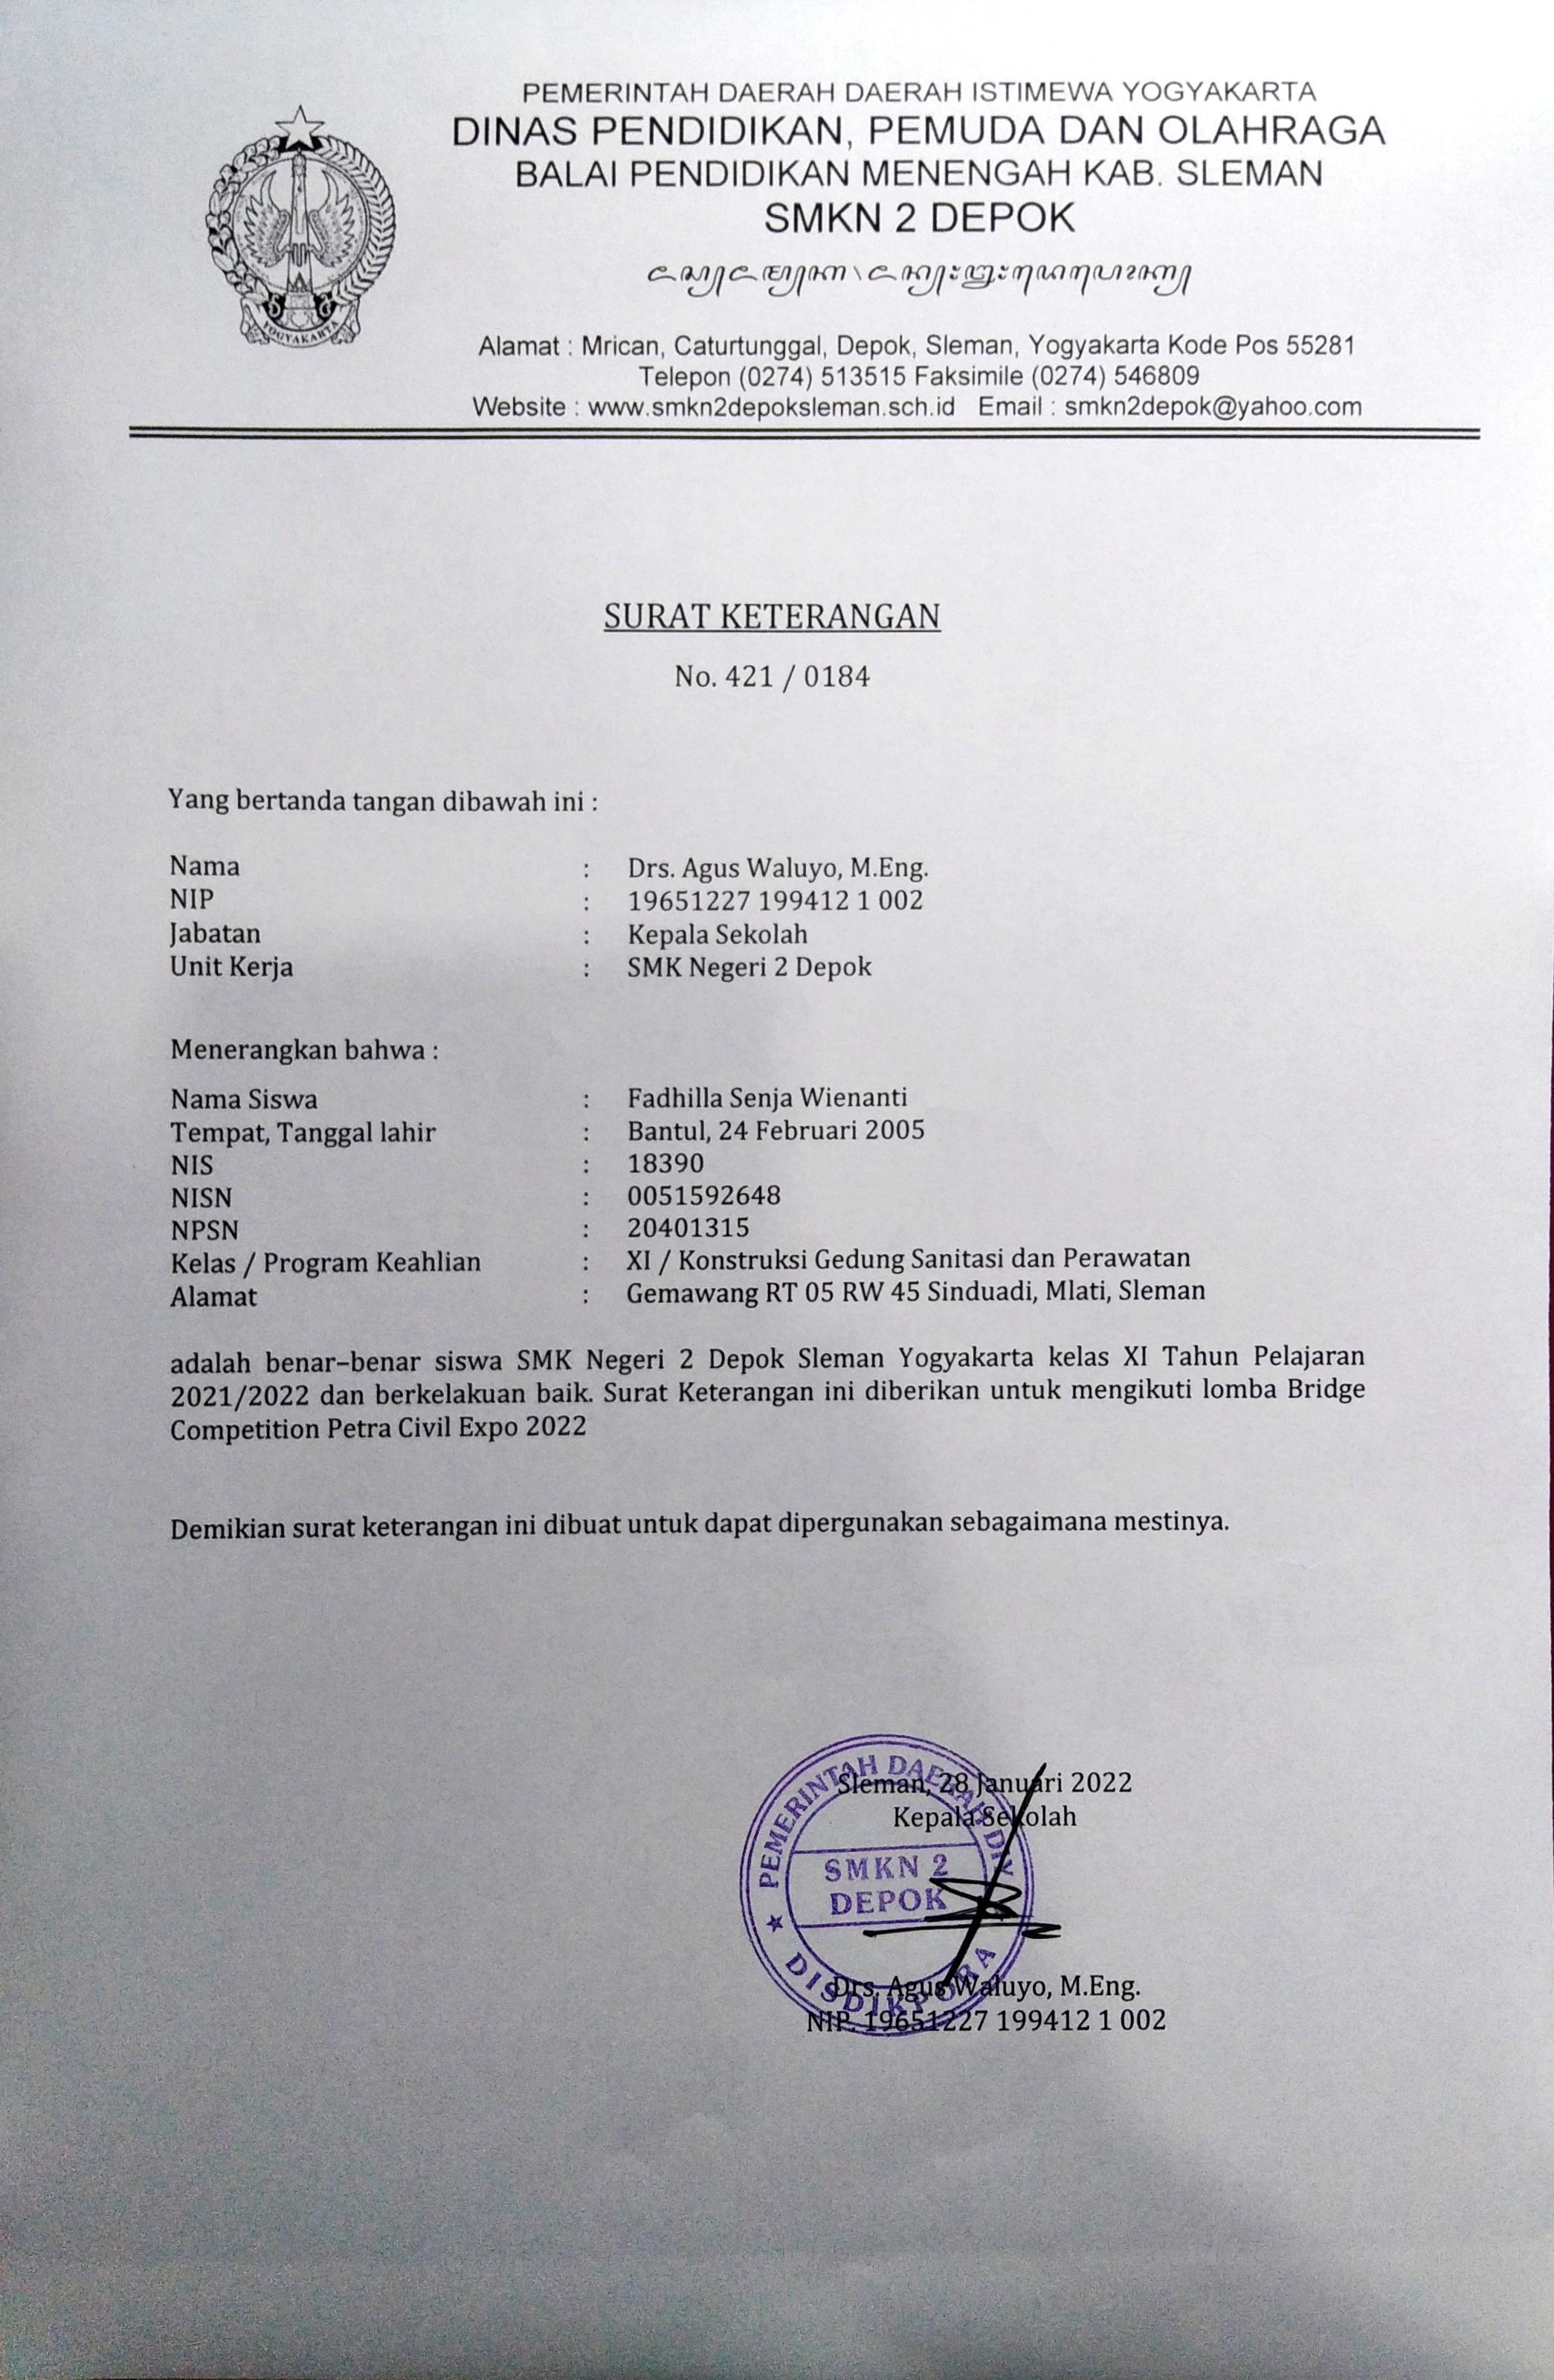 PEMERINTAH DAERAH DAERAH ISTIMEWA YOGYAKARTA
DINAS PENDIDIKAN, PEMUDA DAN OLAHRAGA
BALAI PENDIDIKAN MENENGAH KAB. SLEMAN
SMKN 2 DEPOK
Alamat : Mrican, Caturtunggal, Depok, Sleman, Yogyakarta Kode Pos 55281
Telepon (0274) 513515 Faksimile (0274) 546809
Website : www.smkn2depoksleman.sch.id Email : smkn2depok@yahoo.com
YOGYAKARTA
SURAT KETERANGAN
No. 421 / 0184
Yang bertanda tangan dibawah ini :
Nama : Drs. Agus Waluyo, M.Eng.
NIP : 19651227 199412 1 002
Jabatan : Kepala Sekolah
Unit Kerja : SMK Negeri 2 Depok
Menerangkan bahwa :
Nama Siswa : Fadhilla Senja Wienanti
Tempat, Tanggal lahir : Bantul, 24 Februari 2005
NIS : 18390
NISN : 0051592648
NPSN : 20401315
Kelas / Program Keahlian : XI / Konstruksi Gedung Sanitasi dan Perawatan
Alamat : Gemawang RT 05 RW 45 Sinduadi, Mlati, Sleman
adalah benar–benar siswa SMK Negeri 2 Depok Sleman Yogyakarta kelas XI Tahun Pelajaran
2021/2022 dan berkelakuan baik. Surat Keterangan ini diberikan untuk mengikuti lomba Bridge
Competition Petra Civil Expo 2022
Demikian surat keterangan ini dibuat untuk dapat dipergunakan sebagaimana mestinya.
Sleman, 28 Januari 2022
Kepala Sekolah
PEMERINTAH DAERAH DIY
SMKN 2
DEPOK
DISDIKPORA
Drs. Agus Waluyo, M.Eng.
NIP. 19651227 199412 1 002